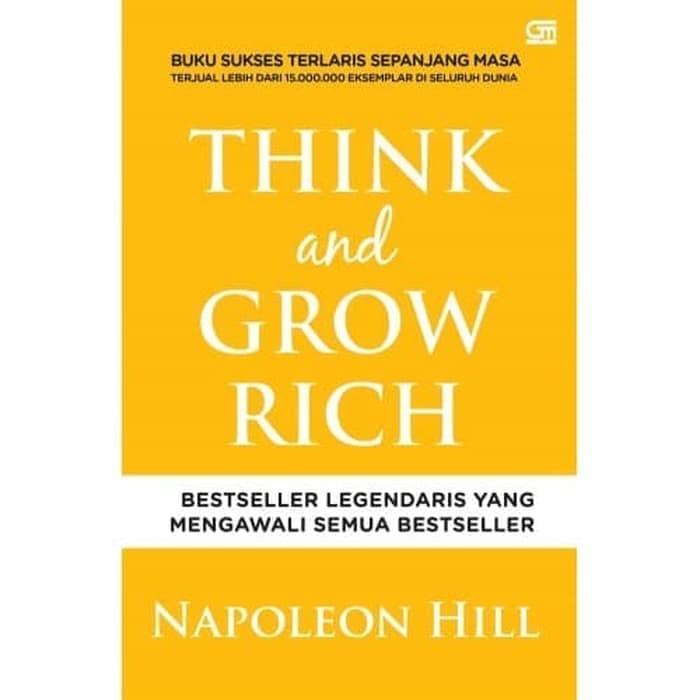 GM
BUKU SUKSES TERLARIS SEPANJANG MASA
TERJUAL LEBIH DARI 15.000.000 EKSEMPLAR DI SELURUH DUNIA
THINK
and
GROW
RICH
BESTSELLER LEGENDARIS YANG
MENGAWALI SEMUA BESTSELLER
NAPOLEON HILL